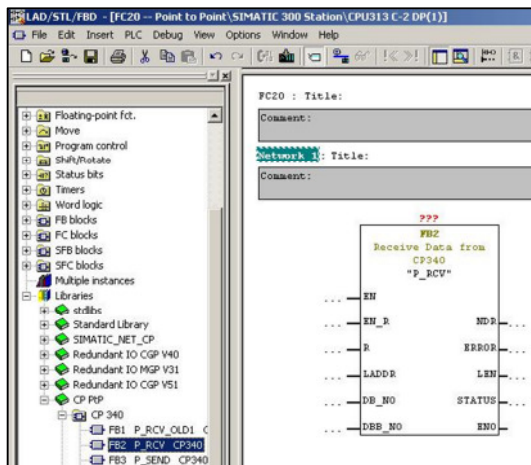 LAD/STL/FBD - [FC20 -- Point to Point\SIMATIC 300 Station\CPU313 C-2 DP(1)]
File Edit Insert PLC Debug View Options Window Help
Floating-point fct.
Move
Program control
Shift/Rotate
Status bits
Timers
Word logic
FB blocks
FC blocks
SFB blocks
SFC blocks
Multiple instances
Libraries
stdlibs
Standard Library
SIMATIC_NET_CP
Redundant IO CGP V40
Redundant IO MGP V31
Redundant IO CGP V51
CP PtP
CP 340
FB1 P_RCV_OLD1 C
FB2 P_RCV CP340
FB3 P_SEND CP340
FC20 : Title:
Comment:
Network 1: Title:
Comment:
???
FB2
Receive Data from
CP340
"P_RCV"
... EN
... EN_R NDR ...
... R ERROR ...
... LADDR LEN ...
... DB_NO STATUS ...
... DBB_NO ENO